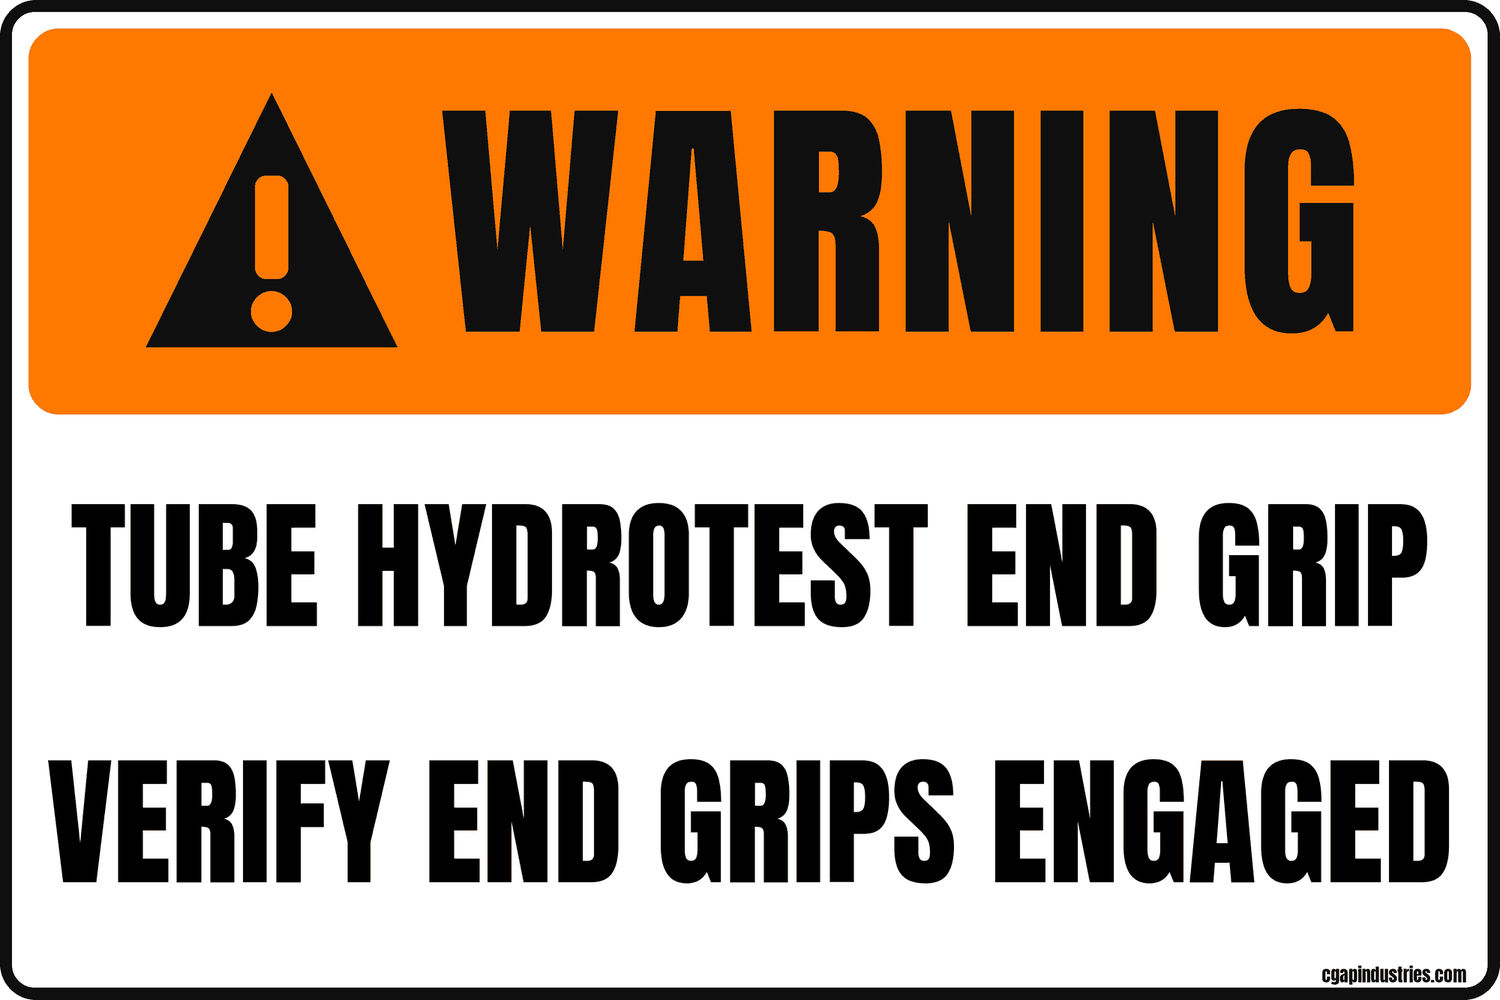 WARNING
TUBE HYDROTEST END GRIP
VERIFY END GRIPS ENGAGED
cgapindustries.com